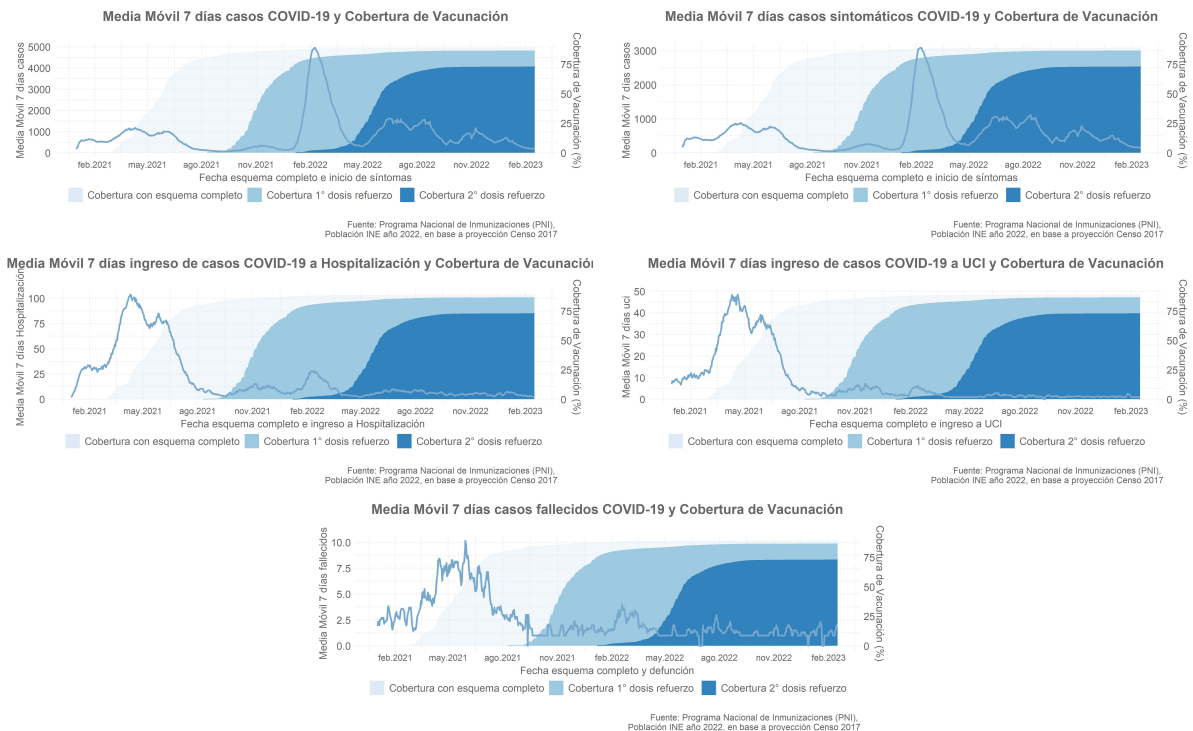 Media Móvil 7 días casos COVID-19 y Cobertura de Vacunación
Media Móvil 7 días casos
5000
4000
3000
2000
1000
0
75
50
25
0
Cobertura de Vacunación (%)
feb.2021 may.2021 ago.2021 nov.2021 feb.2022 may.2022 ago.2022 nov.2022 feb.2023
Fecha esquema completo e inicio de síntomas
Cobertura con esquema completo Cobertura 1° dosis refuerzo Cobertura 2° dosis refuerzo
Fuente: Programa Nacional de Inmunizaciones (PNI),
Población INE año 2022, en base a proyección Censo 2017
Media Móvil 7 días casos sintomáticos COVID-19 y Cobertura de Vacunación
Media Móvil 7 días casos
3000
2000
1000
0
75
50
25
0
Cobertura de Vacunación (%)
feb.2021 may.2021 ago.2021 nov.2021 feb.2022 may.2022 ago.2022 nov.2022 feb.2023
Fecha esquema completo e inicio de síntomas
Cobertura con esquema completo Cobertura 1° dosis refuerzo Cobertura 2° dosis refuerzo
Fuente: Programa Nacional de Inmunizaciones (PNI),
Población INE año 2022, en base a proyección Censo 2017
Media Móvil 7 días ingreso de casos COVID-19 a Hospitalización y Cobertura de Vacunación
Media Móvil 7 días Hospitalización
100
75
50
25
0
75
50
25
0
Cobertura de Vacunación (%)
feb.2021 may.2021 ago.2021 nov.2021 feb.2022 may.2022 ago.2022 nov.2022 feb.2023
Fecha esquema completo e ingreso a Hospitalización
Cobertura con esquema completo Cobertura 1° dosis refuerzo Cobertura 2° dosis refuerzo
Fuente: Programa Nacional de Inmunizaciones (PNI),
Población INE año 2022, en base a proyección Censo 2017
Media Móvil 7 días ingreso de casos COVID-19 a UCI y Cobertura de Vacunación
Media Móvil 7 días uci
50
40
30
20
10
0
75
50
25
0
Cobertura de Vacunación (%)
feb.2021 may.2021 ago.2021 nov.2021 feb.2022 may.2022 ago.2022 nov.2022 feb.2023
Fecha esquema completo e ingreso a UCI
Cobertura con esquema completo Cobertura 1° dosis refuerzo Cobertura 2° dosis refuerzo
Fuente: Programa Nacional de Inmunizaciones (PNI),
Población INE año 2022, en base a proyección Censo 2017
Media Móvil 7 días casos fallecidos COVID-19 y Cobertura de Vacunación
Media Móvil 7 días fallecidos
10.0
7.5
5.0
2.5
0.0
75
50
25
0
Cobertura de Vacunación (%)
feb.2021 may.2021 ago.2021 nov.2021 feb.2022 may.2022 ago.2022 nov.2022 feb.2023
Fecha esquema completo y defunción
Cobertura con esquema completo Cobertura 1° dosis refuerzo Cobertura 2° dosis refuerzo
Fuente: Programa Nacional de Inmunizaciones (PNI),
Población INE año 2022, en base a proyección Censo 2017